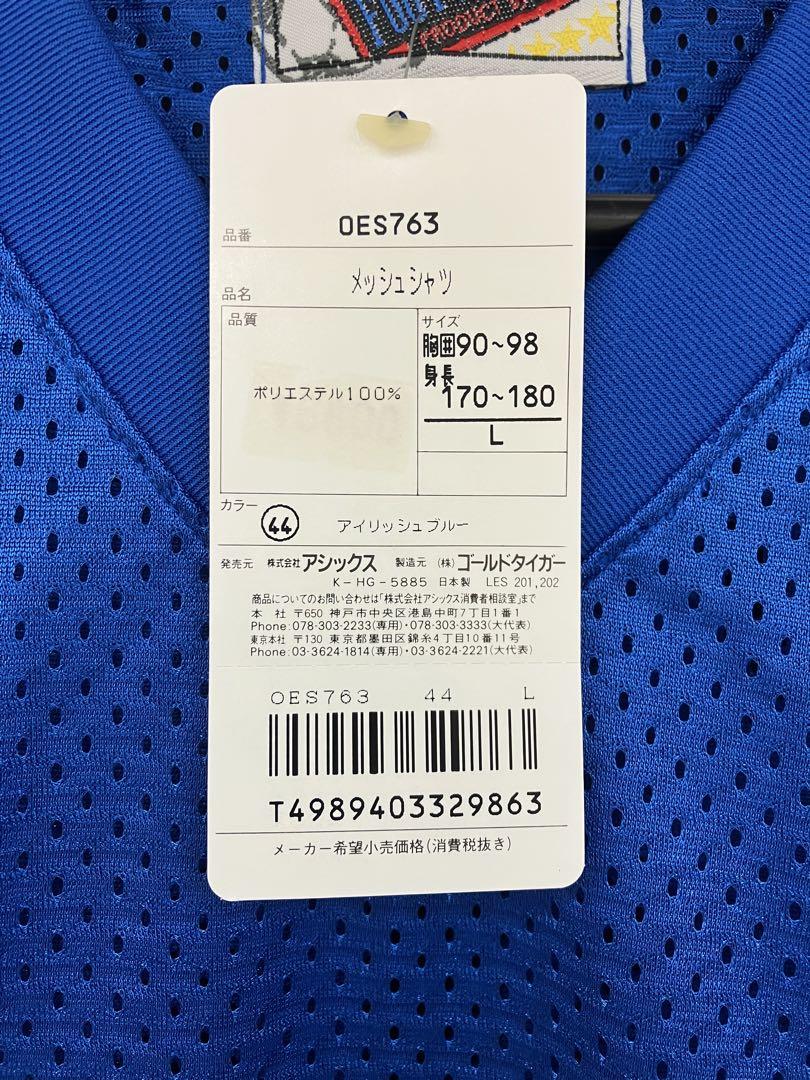 PRODUCT
品番 OES763
品名 メッシュシャツ
品質
ポリエステル100%
サイズ
胸囲90~98
身長170~180
L
カラー 44 アイリッシュブルー
発売元 株式会社アシックス 製造元 (株)ゴールドタイガー
K-HG-5885 日本製 LES 201,202
商品についてのお問い合わせは「株式会社アシックス消費者相談室」まで
本 社 〒650 神戸市中央区港島中町7丁目1番1
Phone:078-303-2233(専用)・078-303-3333(大代表)
東京本社 〒130 東京都墨田区錦糸4丁目10番11号
Phone:03-3624-1814(専用)・03-3624-2221(大代表)
OES763 44 L
T4989403329863
メーカー希望小売価格(消費税抜き)